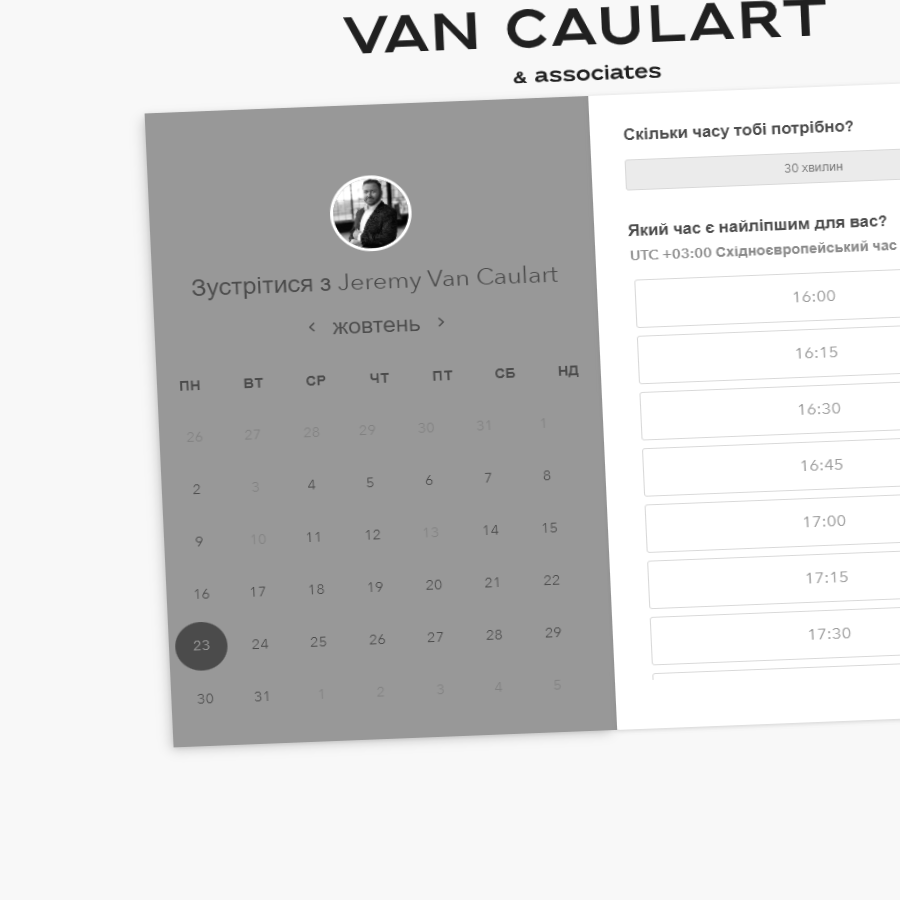 VAN CAULART
& associates
Зустрітися з Jeremy Van Caulart
‹ жовтень ›
ПН ВТ СР ЧТ ПТ СБ НД
26 27 28 29 30 31 1
2 3 4 5 6 7 8
9 10 11 12 13 14 15
16 17 18 19 20 21 22
23 24 25 26 27 28 29
30 31 1 2 3 4 5
Скільки часу тобі потрібно?
30 хвилин
Який час є найліпшим для вас?
UTC +03:00 Східноєвропейський час
16:00
16:15
16:30
16:45
17:00
17:15
17:30